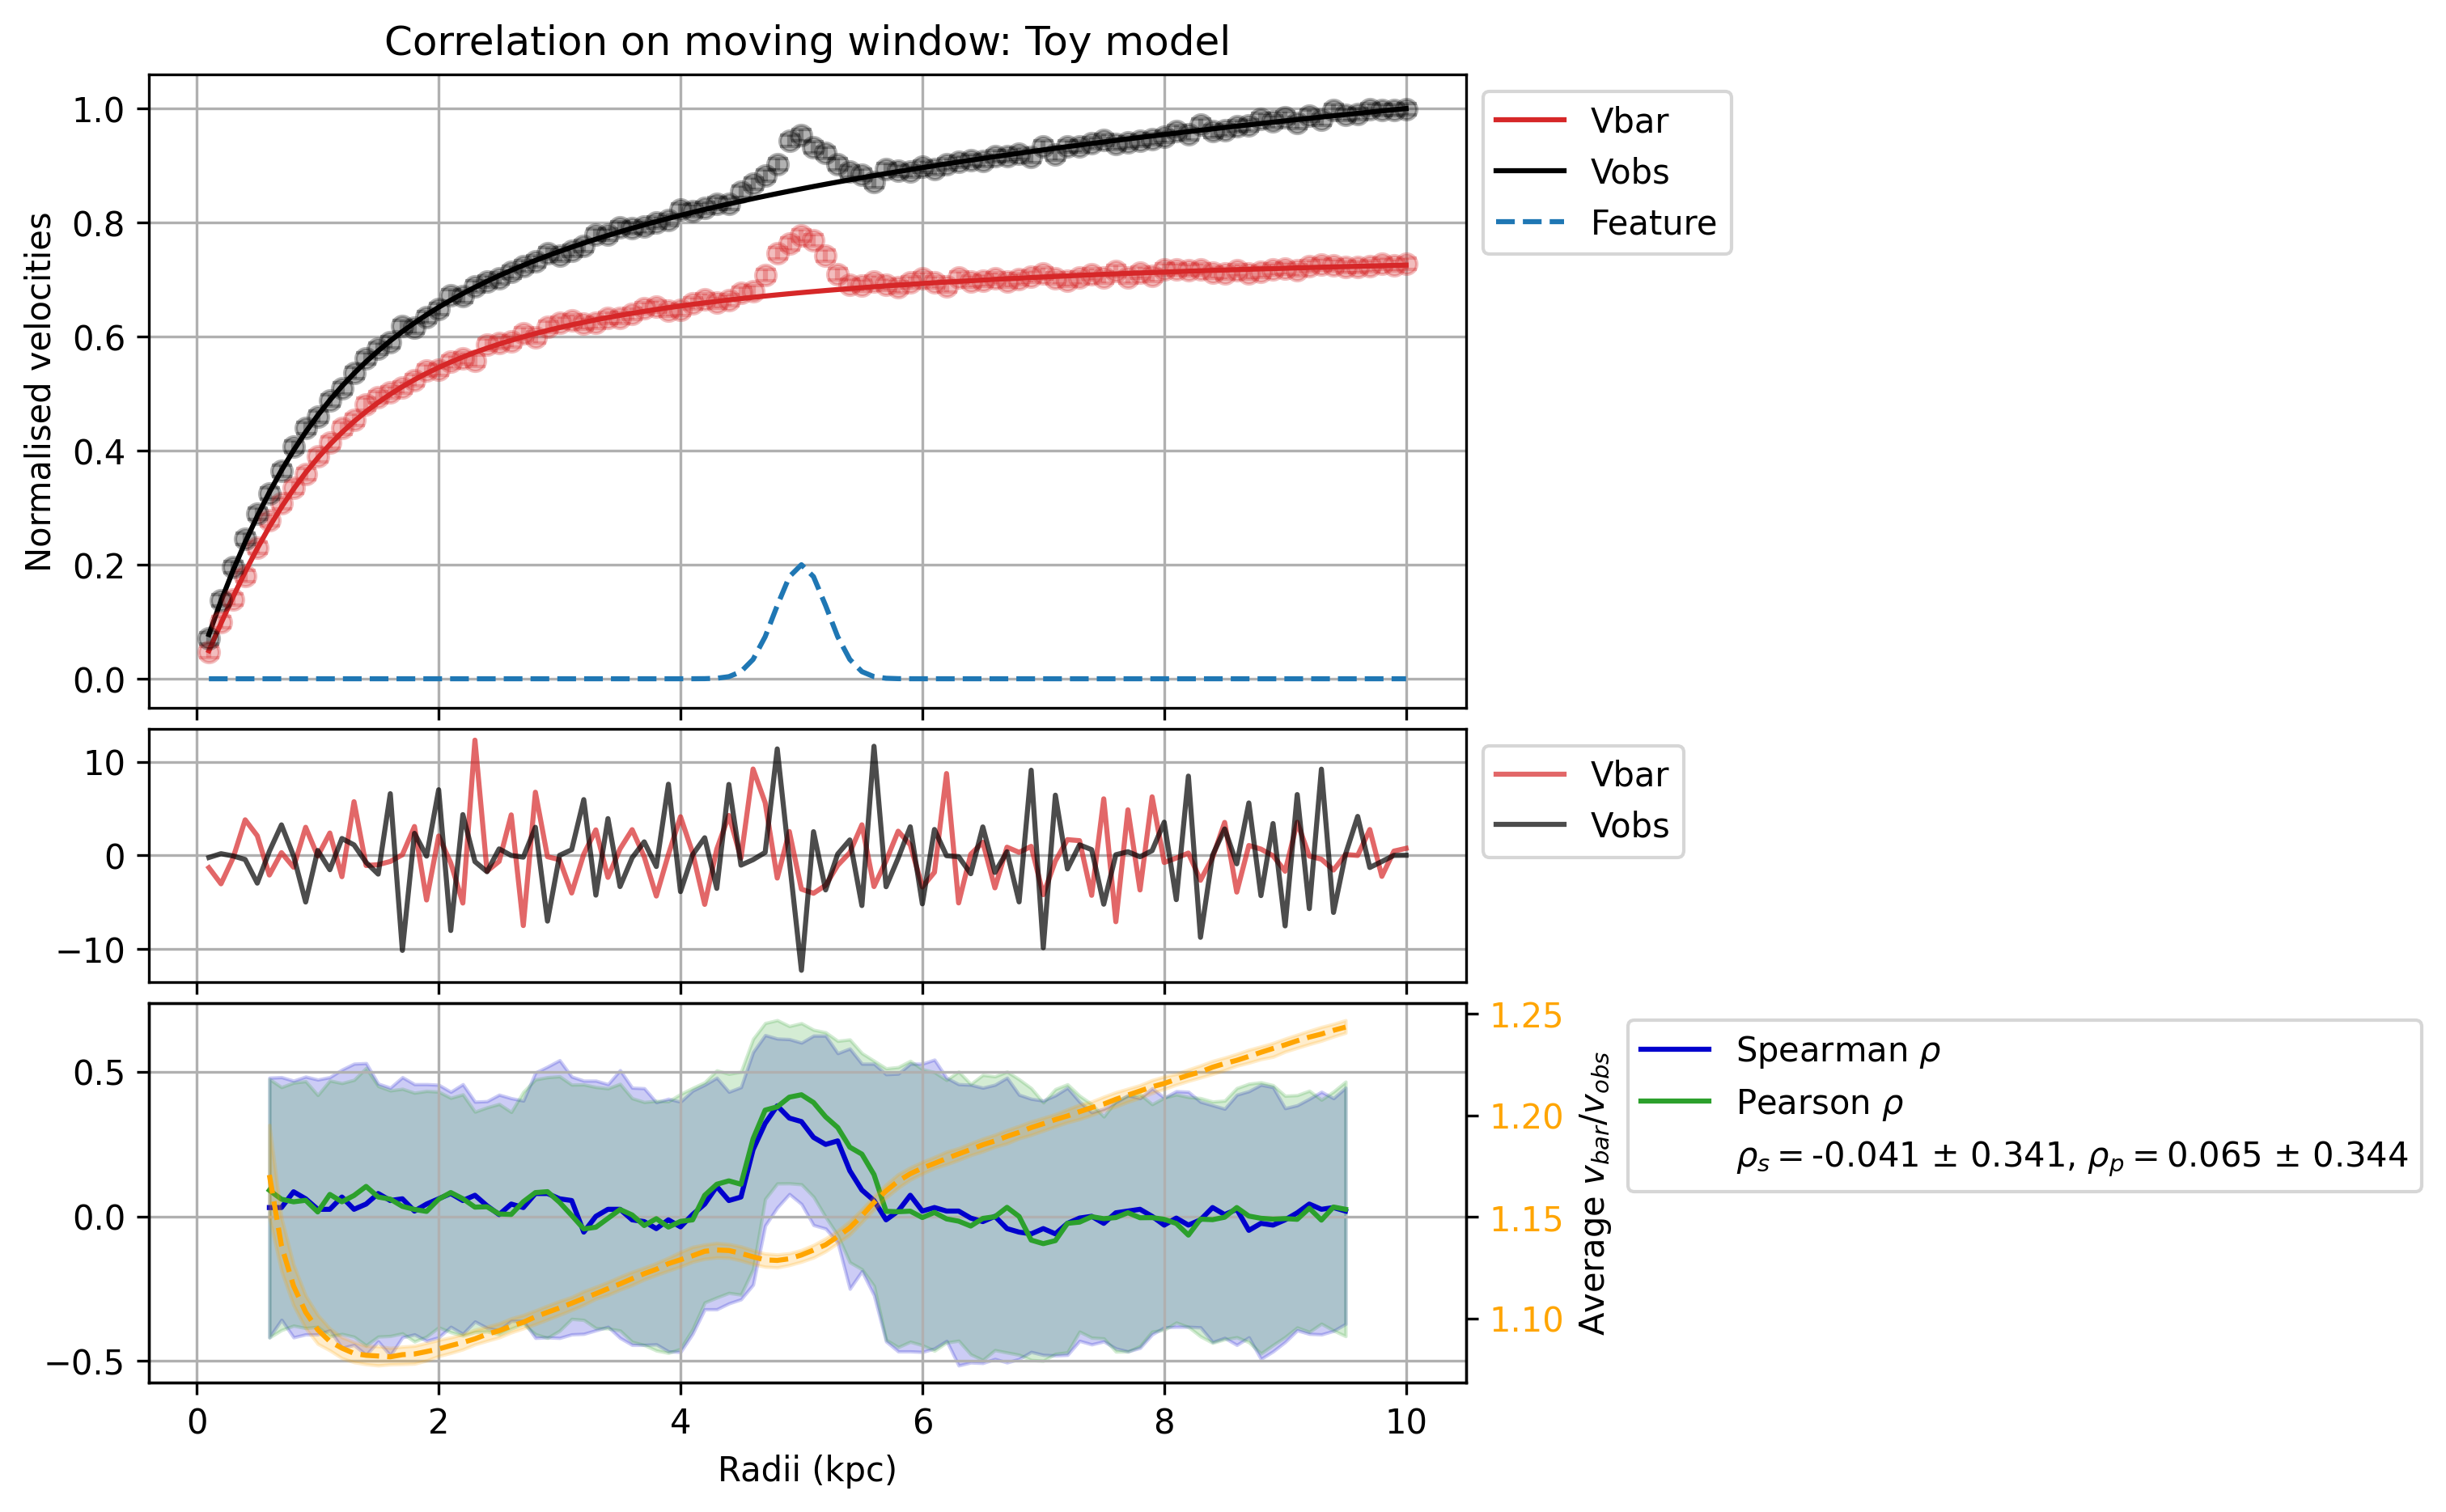 Correlation on moving window: Toy model
Normalised velocities
1.0
0.8
0.6
0.4
0.2
0.0
Vbar
Vobs
Feature
10
0
−10
Vbar
Vobs
0.5
0.0
−0.5
0
2
4
6
8
10
Radii (kpc)
1.25
1.20
1.15
1.10
Average v_bar/v_obs
Spearman ρ
Pearson ρ
ρ_s = -0.041 ± 0.341, ρ_p = 0.065 ± 0.344